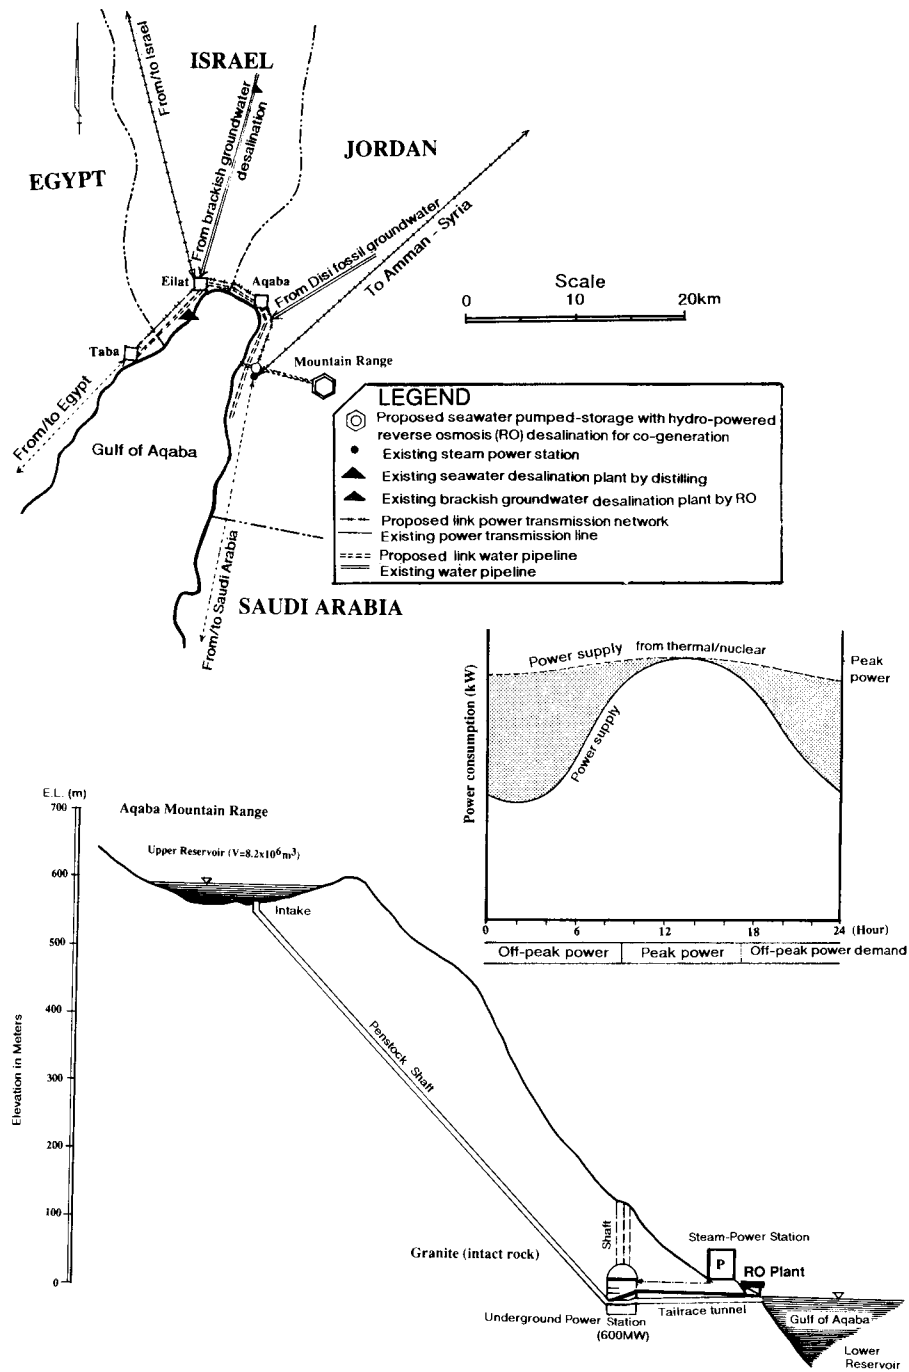 From/to Israel
ISRAEL
From brackish groundwater
desalination
JORDAN
EGYPT
From Disi fossil groundwater
To Amman - Syria
Eilat
Aqaba
Scale
0 10 20km
Taba
Mountain Range
From/to Egypt
Gulf of Aqaba
LEGEND
Proposed seawater pumped-storage with hydro-powered
reverse osmosis (RO) desalination for co-generation
Existing steam power station
Existing seawater desalination plant by distilling
Existing brackish groundwater desalination plant by RO
Proposed link power transmission network
Existing power transmission line
Proposed link water pipeline
Existing water pipeline
From/to Saudi Arabia
SAUDI ARABIA
Power supply from thermal/nuclear
Peak
power
Power consumption (kW)
Power supply
0 6 12 18 24 (Hour)
Off-peak power Peak power Off-peak power demand
E.L. (m)
700
600
500
400
300
200
100
0
Elevation in Meters
Aqaba Mountain Range
Upper Reservoir (V=8.2x10⁶m³)
Intake
Penstock Shaft
Granite (intact rock)
Shaft
Steam-Power Station
P
RO Plant
Underground Power Station
(600MW)
Tailrace tunnel
Gulf of Aqaba
Lower
Reservoir